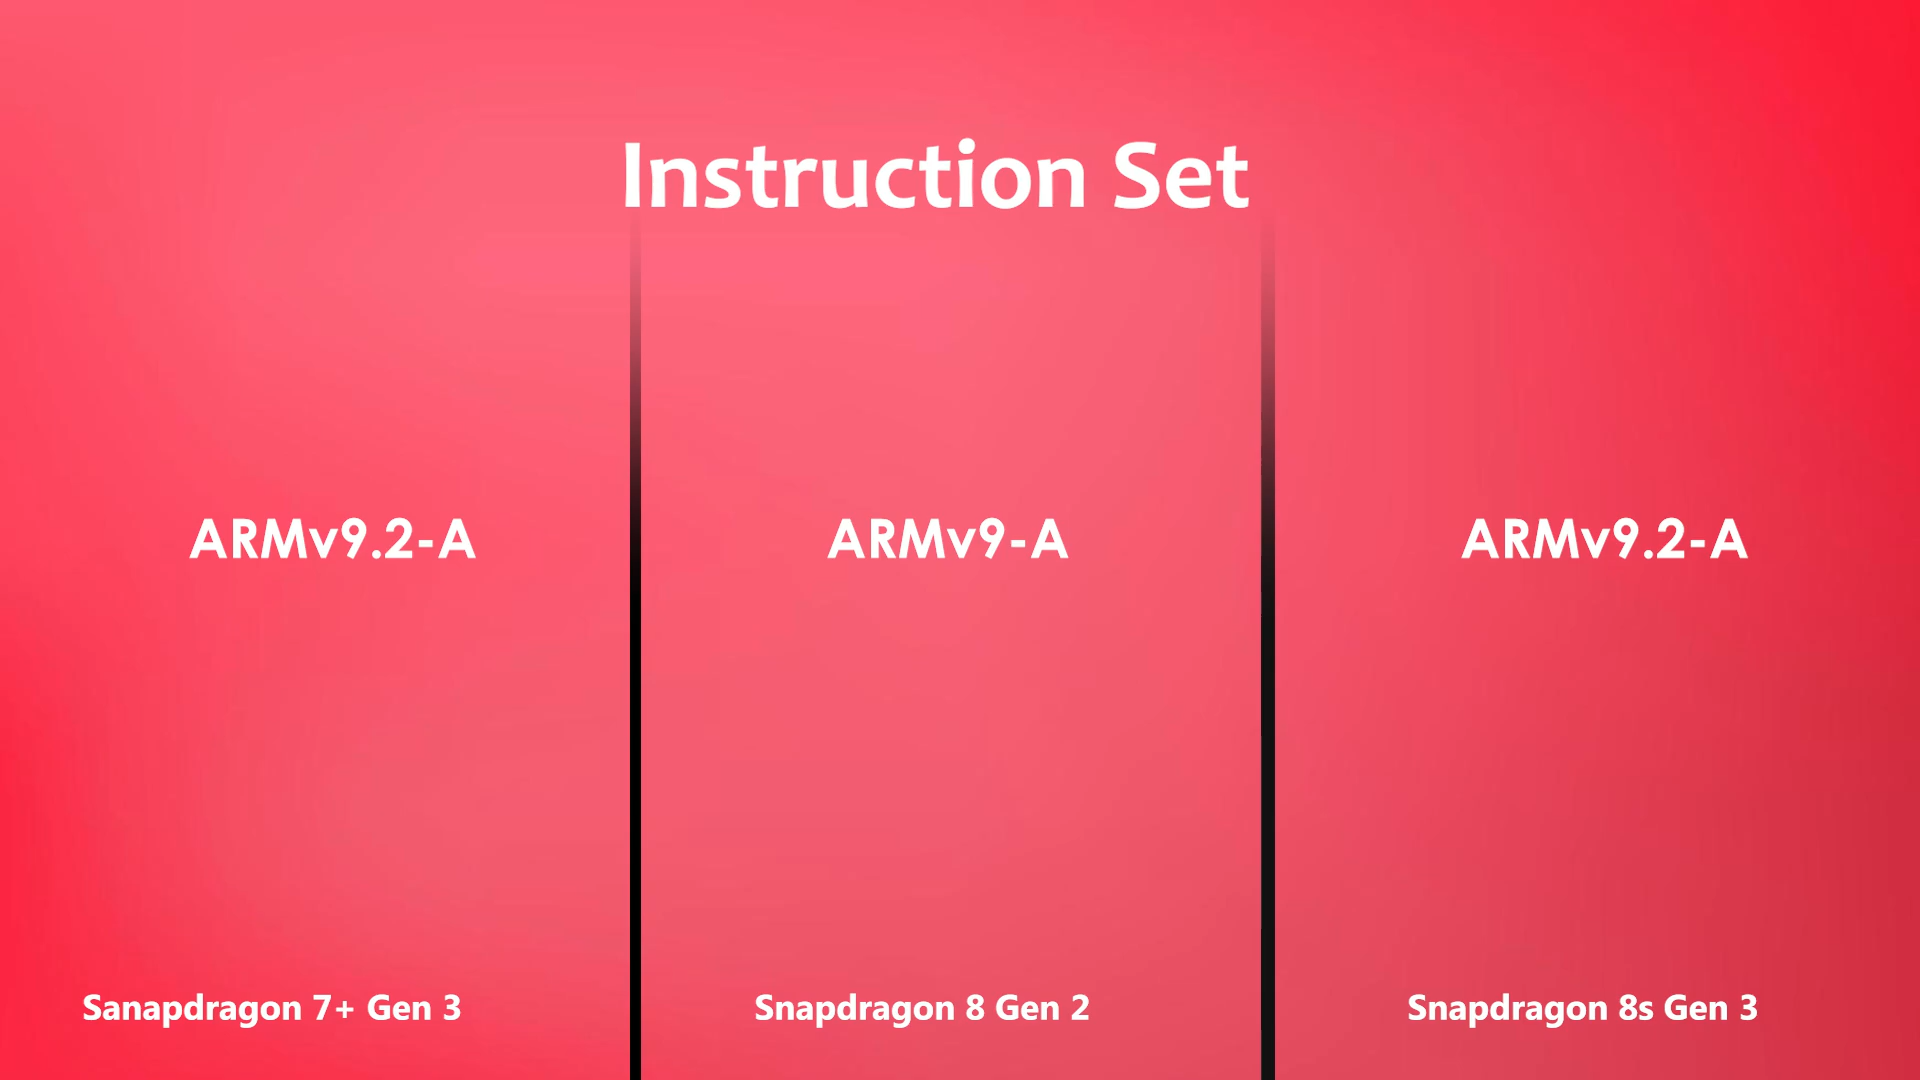 Instruction Set
ARMv9.2-A
ARMv9-A
ARMv9.2-A
Sanapdragon 7+ Gen 3
Snapdragon 8 Gen 2
Snapdragon 8s Gen 3